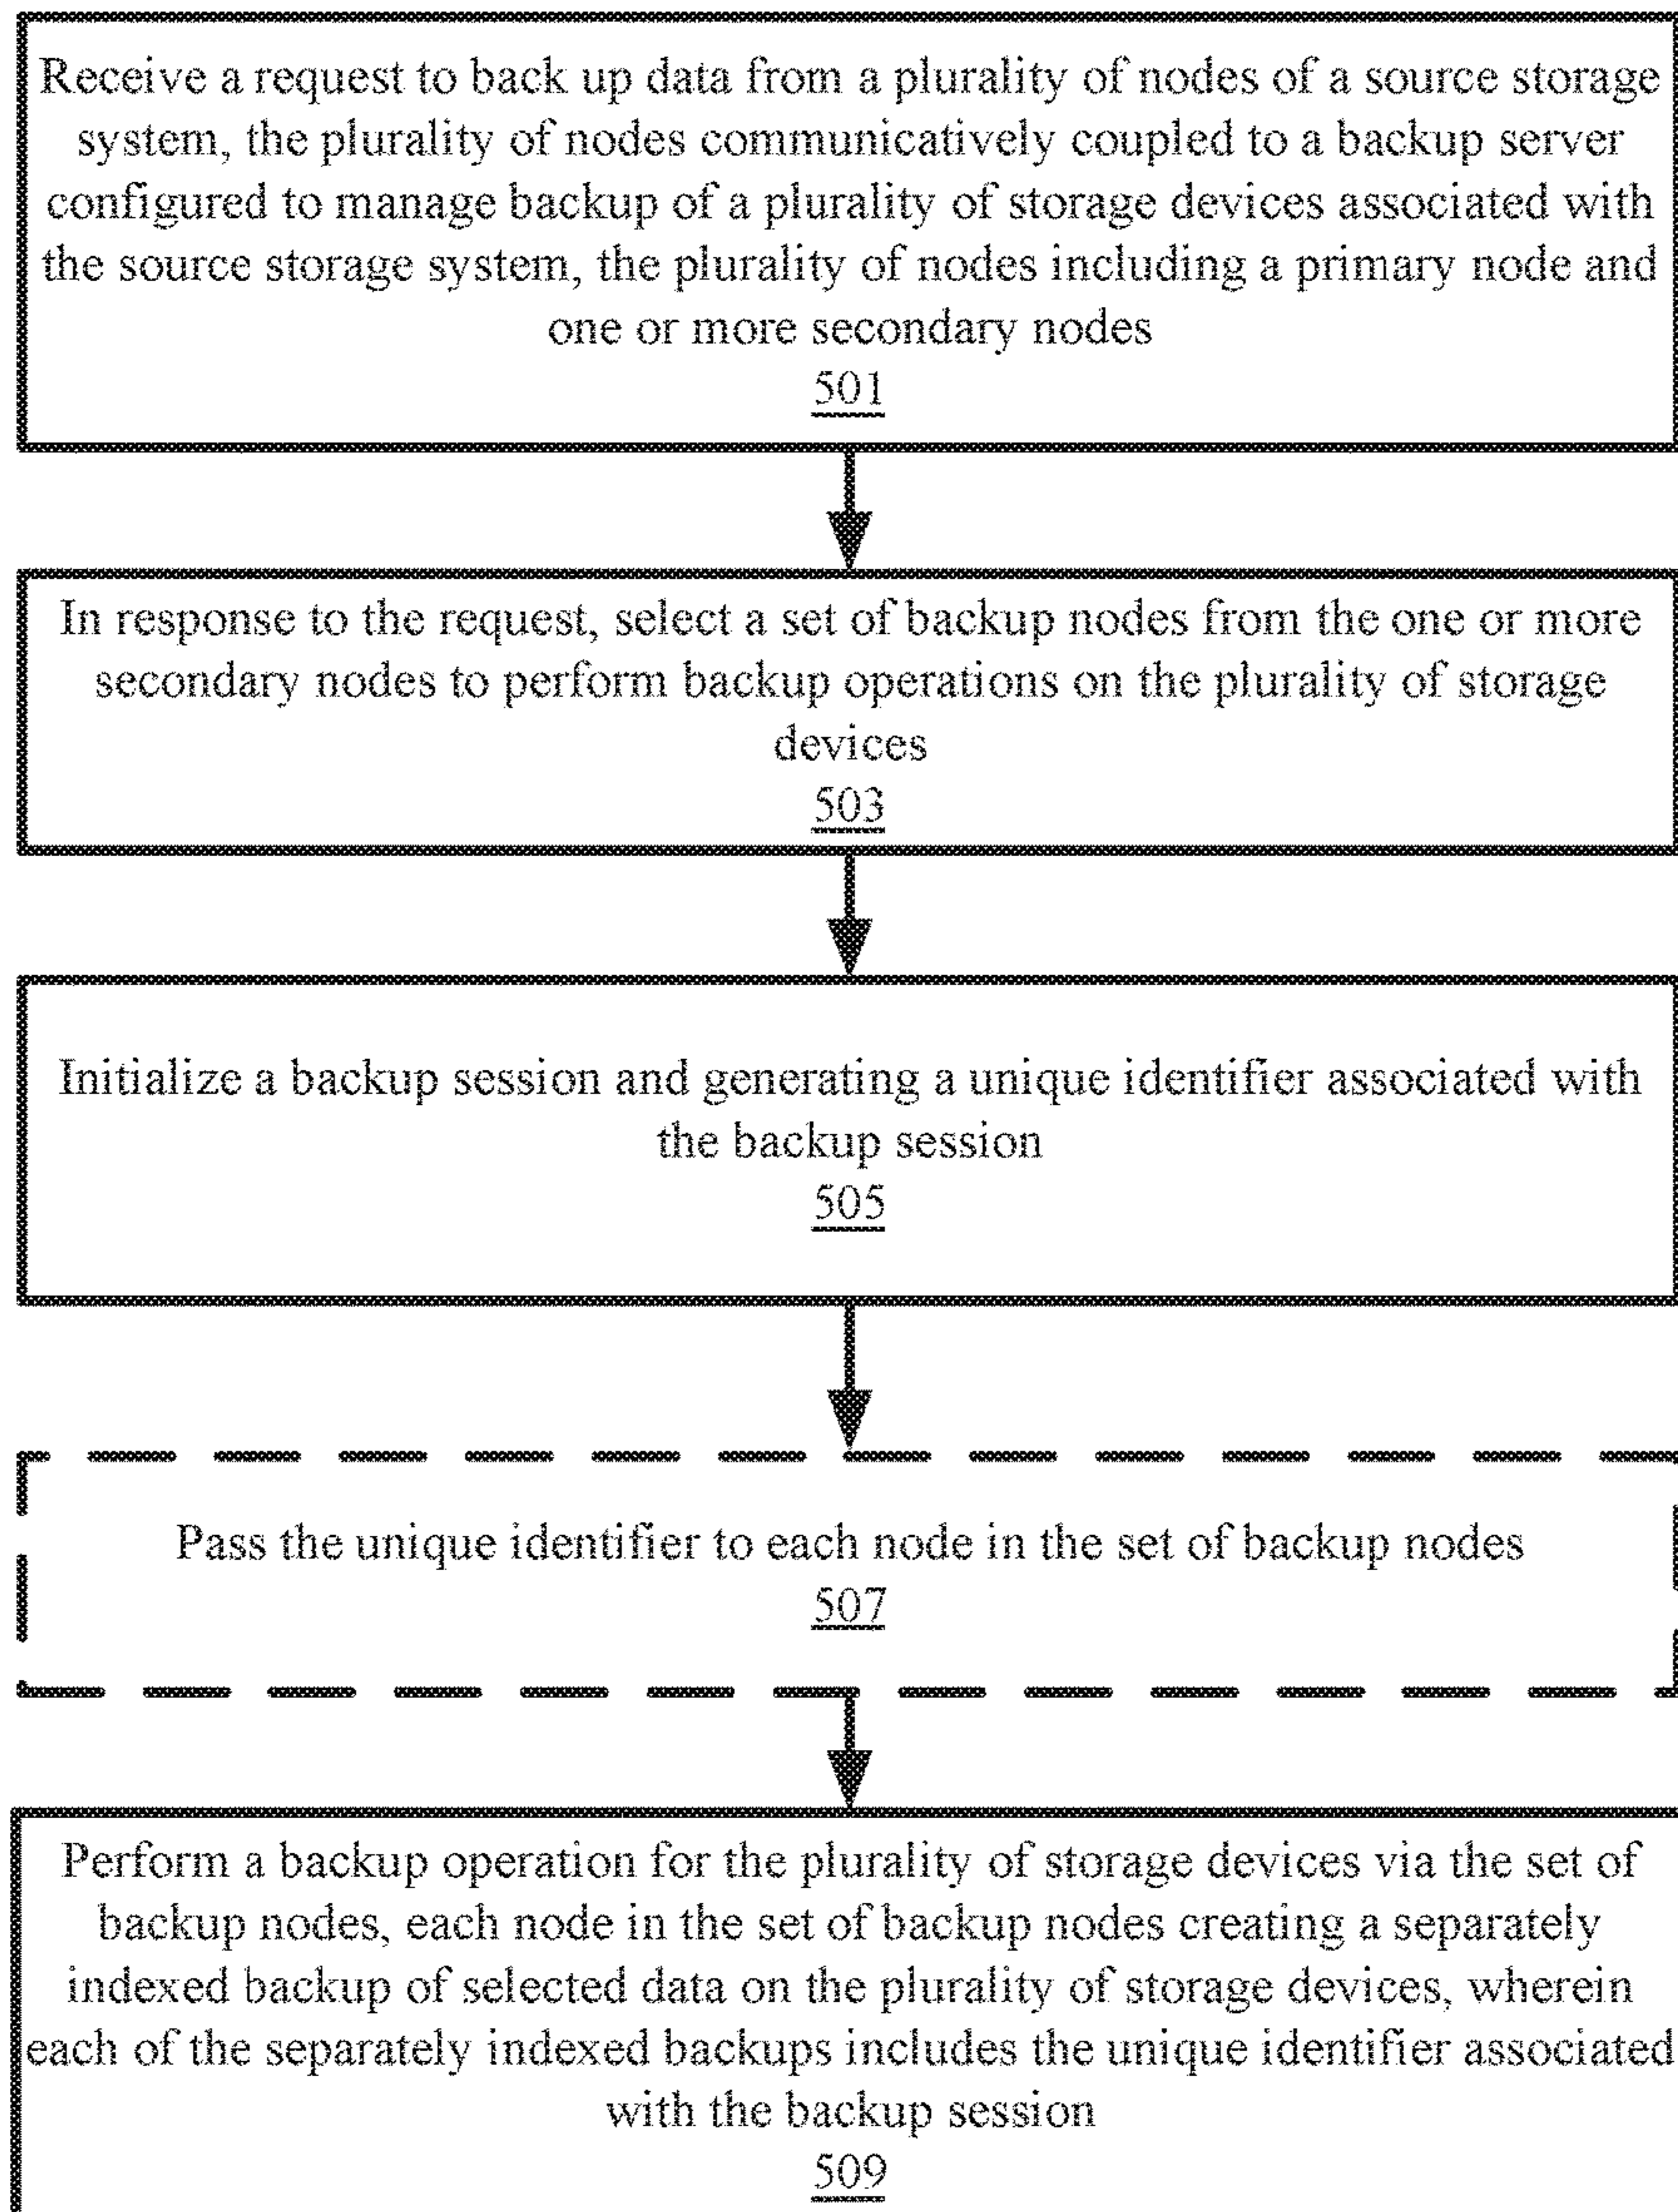 Receive a request to back up data from a plurality of nodes of a source storage
system, the plurality of nodes communicatively coupled to a backup server
configured to manage backup of a plurality of storage devices associated with
the source storage system, the plurality of nodes including a primary node and
one or more secondary nodes
501
In response to the request, select a set of backup nodes from the one or more
secondary nodes to perform backup operations on the plurality of storage
devices
503
Initialize a backup session and generating a unique identifier associated with
the backup session
505
Pass the unique identifier to each node in the set of backup nodes
507
Perform a backup operation for the plurality of storage devices via the set of
backup nodes, each node in the set of backup nodes creating a separately
indexed backup of selected data on the plurality of storage devices, wherein
each of the separately indexed backups includes the unique identifier associated
with the backup session
509